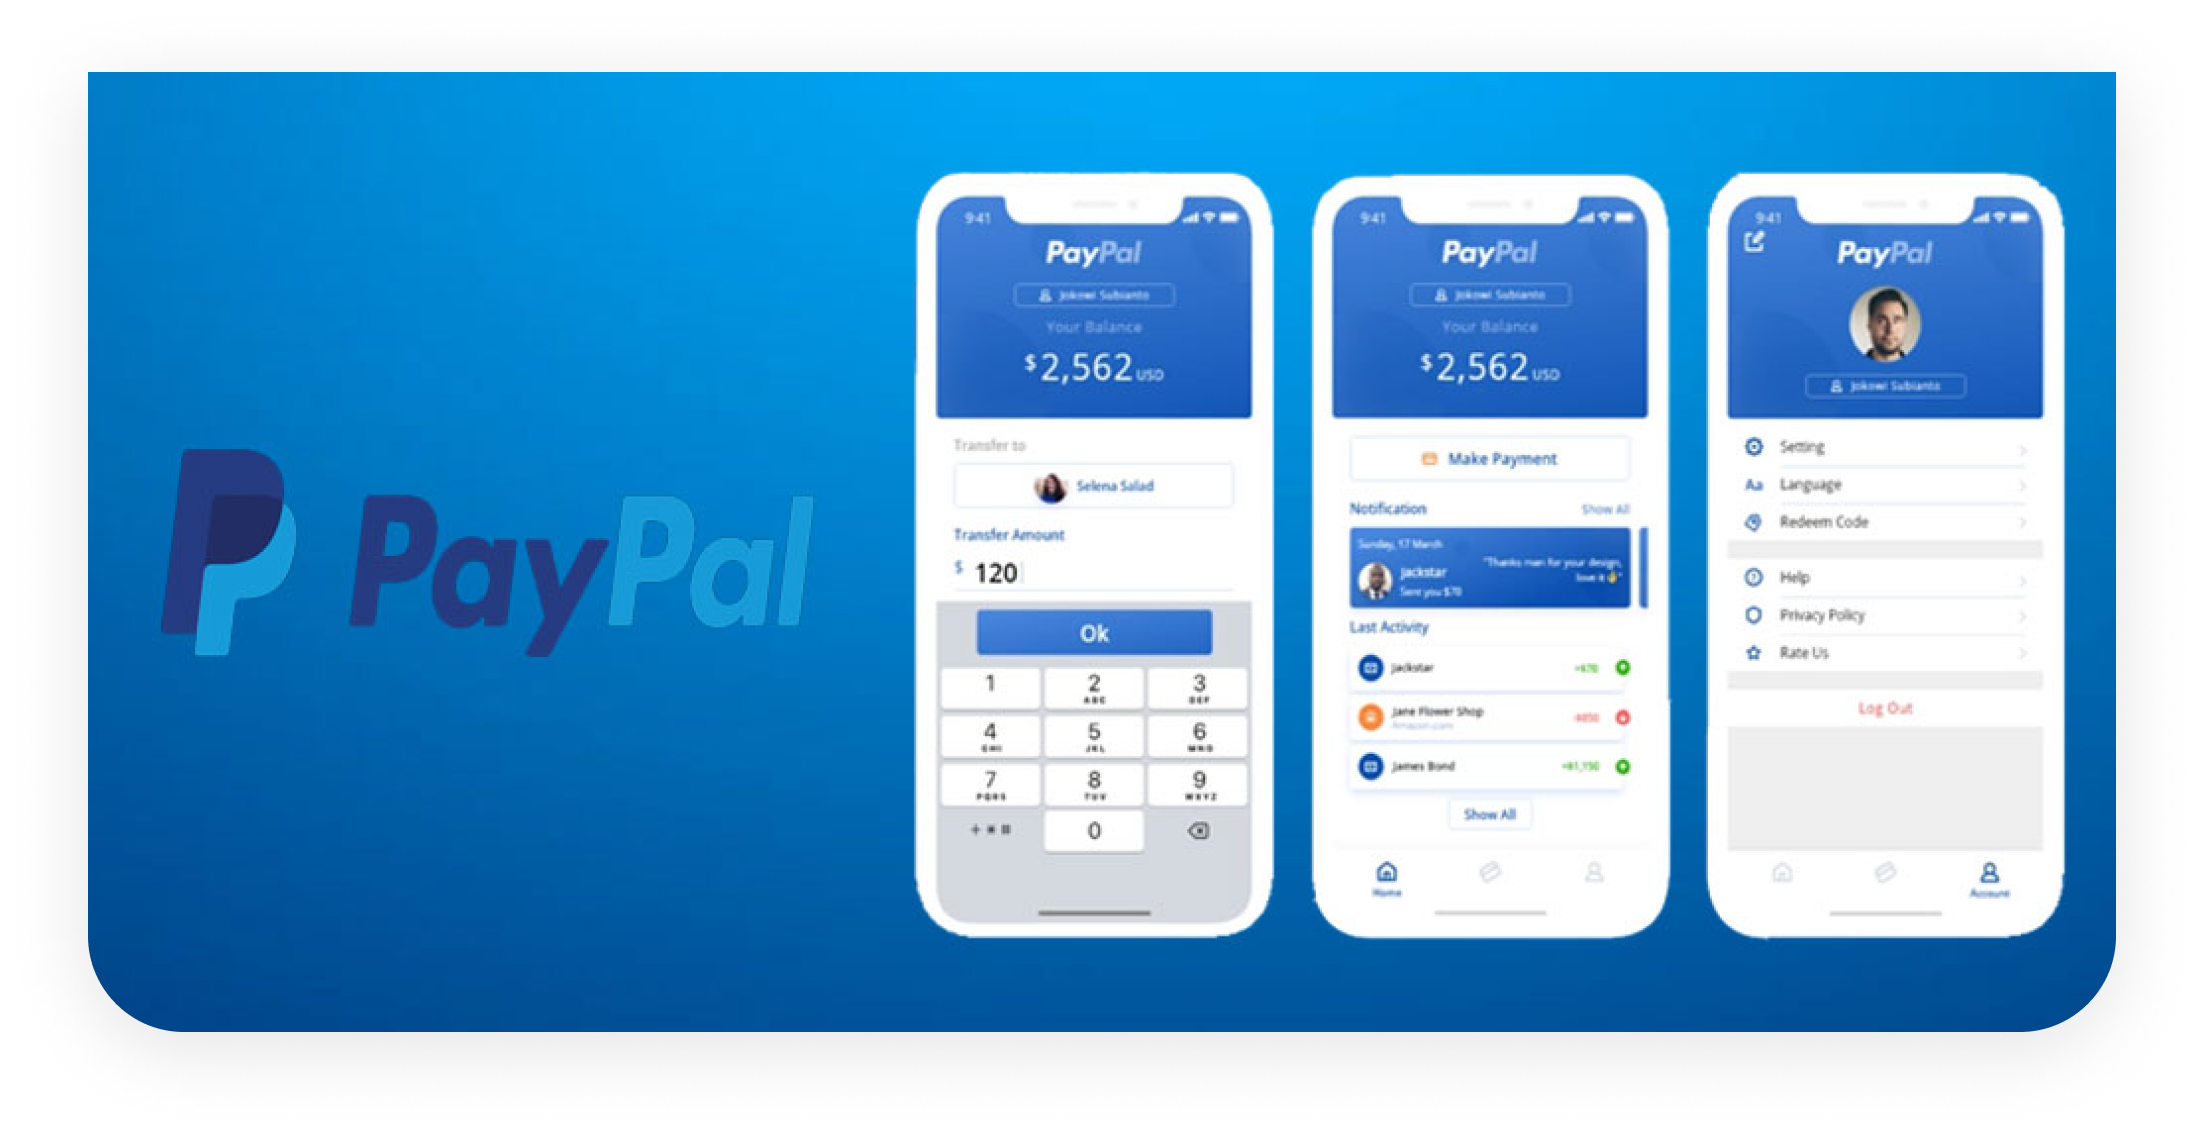 PayPal
9:41
PayPal
Jokowi Subianto
Your Balance
$2,562 USD
Transfer to
Selena Salad
Transfer Amount
$ 120
Ok
1
2 ABC
3 DEF
4 GHI
5 JKL
6 MNO
7 PQRS
8 TUV
9 WXYZ
+ * #
0
9:41
PayPal
Jokowi Subianto
Your Balance
$2,562 USD
Make Payment
Notification Show All
Sunday, 17 March
Jackstar
Sent you $70
"Thanks man for your design,
love it 👌"
Last Activity
Jackstar +$70
Jane Flower Shop
Amazon.com
James Bond +$1,150
Show All
Home
9:41
PayPal
Jokowi Subianto
Setting
Aa Language
Redeem Code
Help
Privacy Policy
Rate Us
Log Out
Account